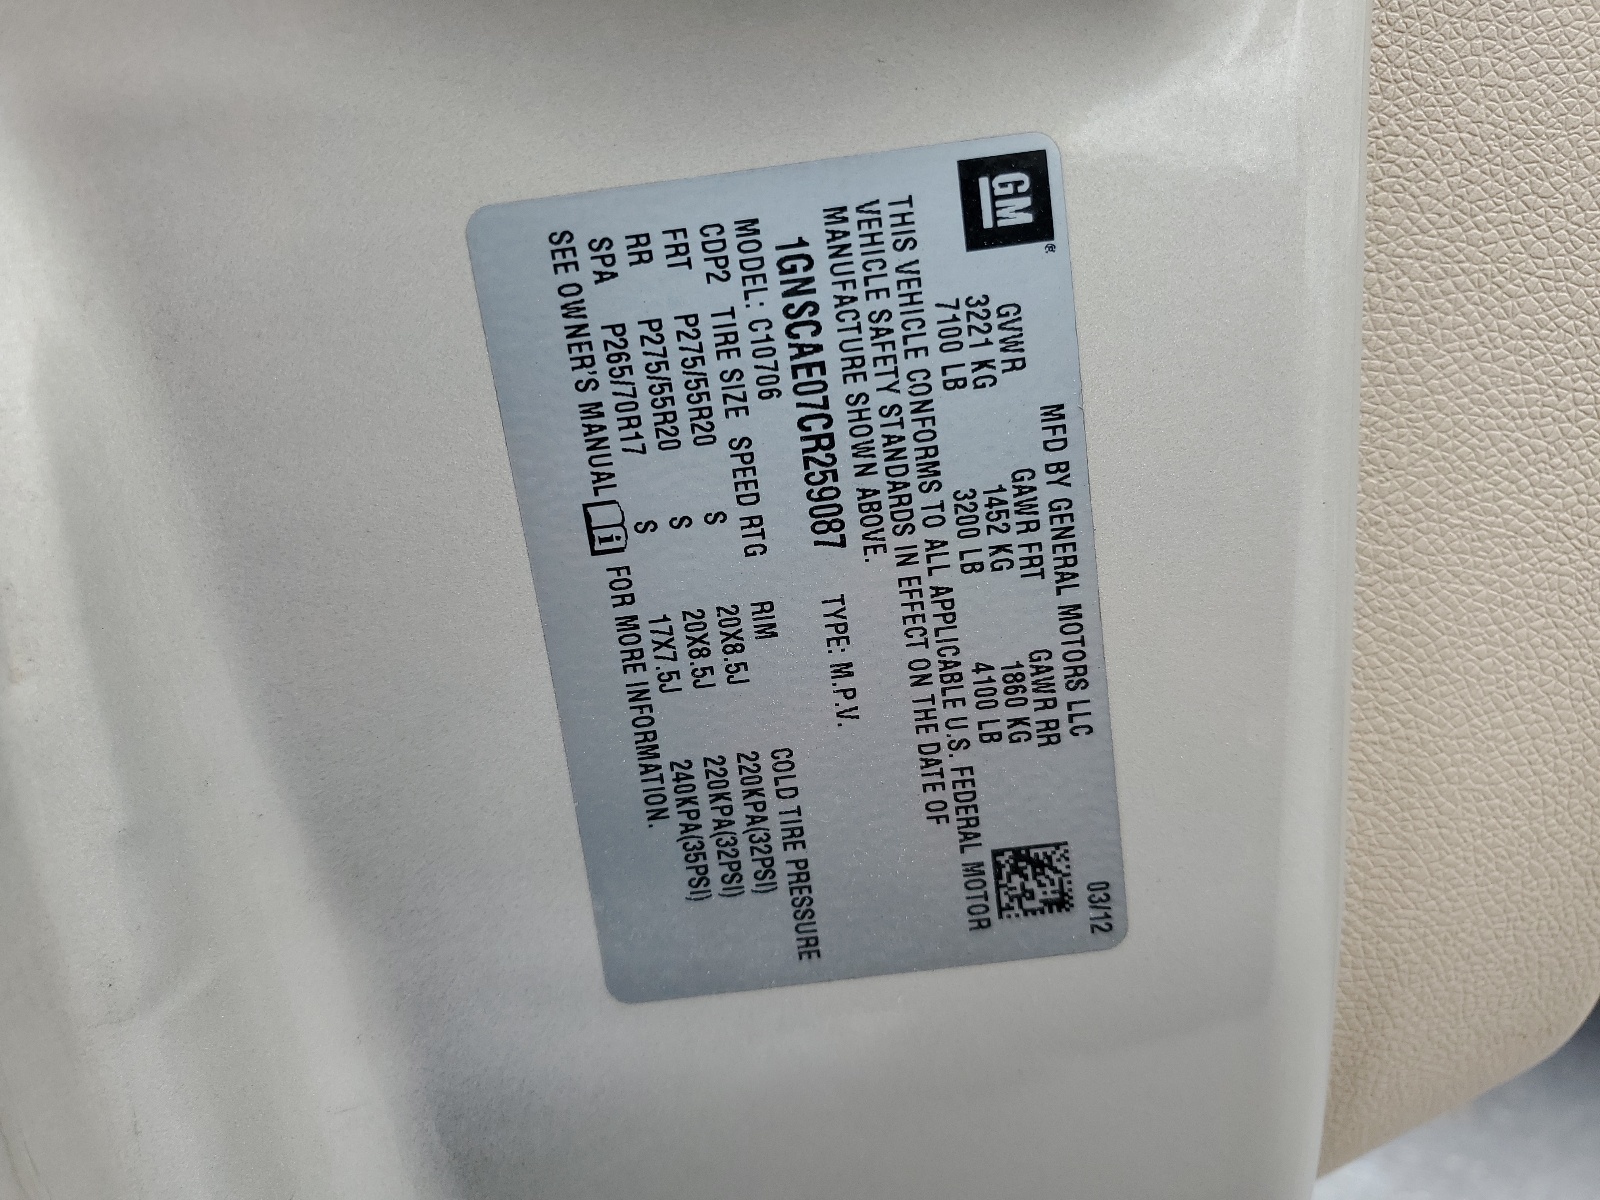 GM®
MFD BY GENERAL MOTORS LLC 03/12
GVWR GAWR FRT GAWR RR
3221 KG 1452 KG 1860 KG
7100 LB 3200 LB 4100 LB
THIS VEHICLE CONFORMS TO ALL APPLICABLE U.S. FEDERAL MOTOR
VEHICLE SAFETY STANDARDS IN EFFECT ON THE DATE OF
MANUFACTURE SHOWN ABOVE.
1GNSCAE07CR259087 TYPE: M.P.V.
MODEL: C10706
CDP2 TIRE SIZE SPEED RTG RIM COLD TIRE PRESSURE
FRT P275/55R20 S 20X8.5J 220KPA(32PSI)
RR P275/55R20 S 20X8.5J 220KPA(32PSI)
SPA P265/70R17 S 17X7.5J 240KPA(35PSI)
SEE OWNER'S MANUAL i FOR MORE INFORMATION.